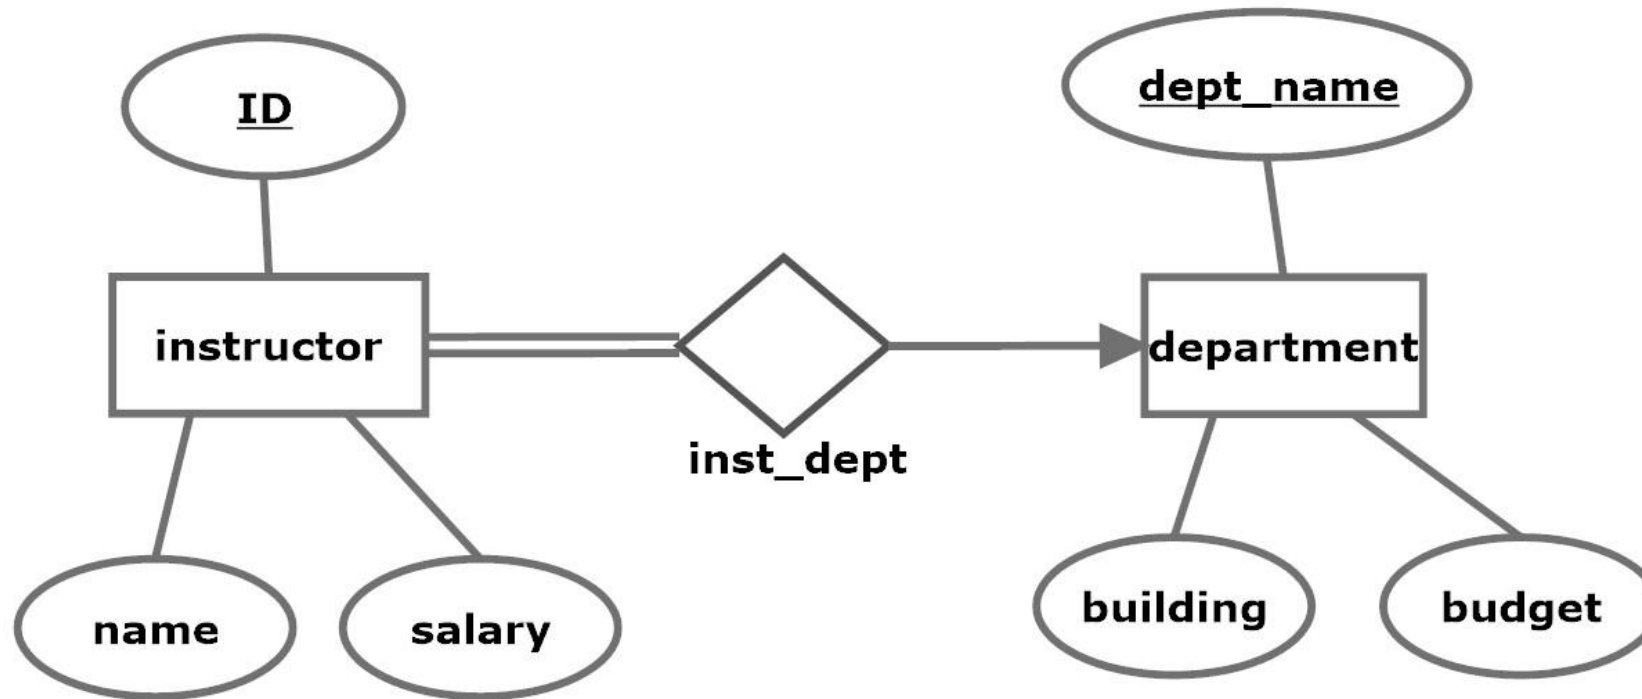 ID
dept_name
instructor
department
inst_dept
name
salary
building
budget